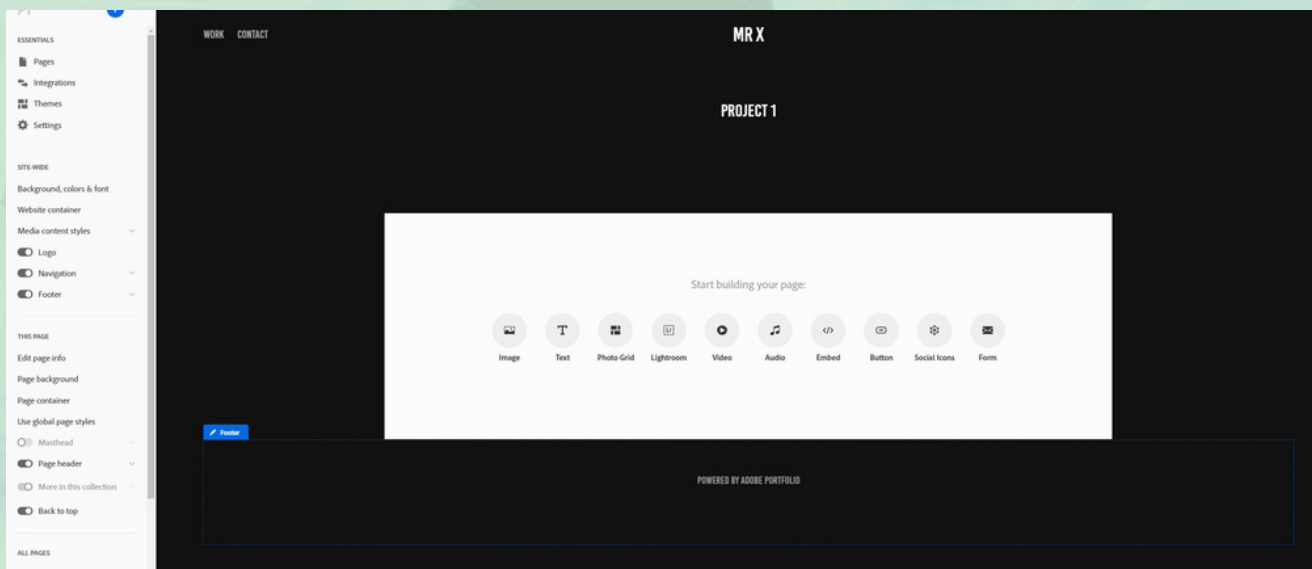 ESSENTIALS
Pages
Integrations
Themes
Settings
SITE-WIDE
Background, colors & font
Website container
Media content styles
Logo
Navigation
Footer
THIS PAGE
Edit page info
Page background
Page container
Use global page styles
Masthead
Page header
More in this collection
Back to top
ALL PAGES
WORK CONTACT
MR X
PROJECT 1
Start building your page:
Image Text Photo Grid Lightroom Video Audio Embed Button Social Icons Form
Footer
POWERED BY ADOBE PORTFOLIO